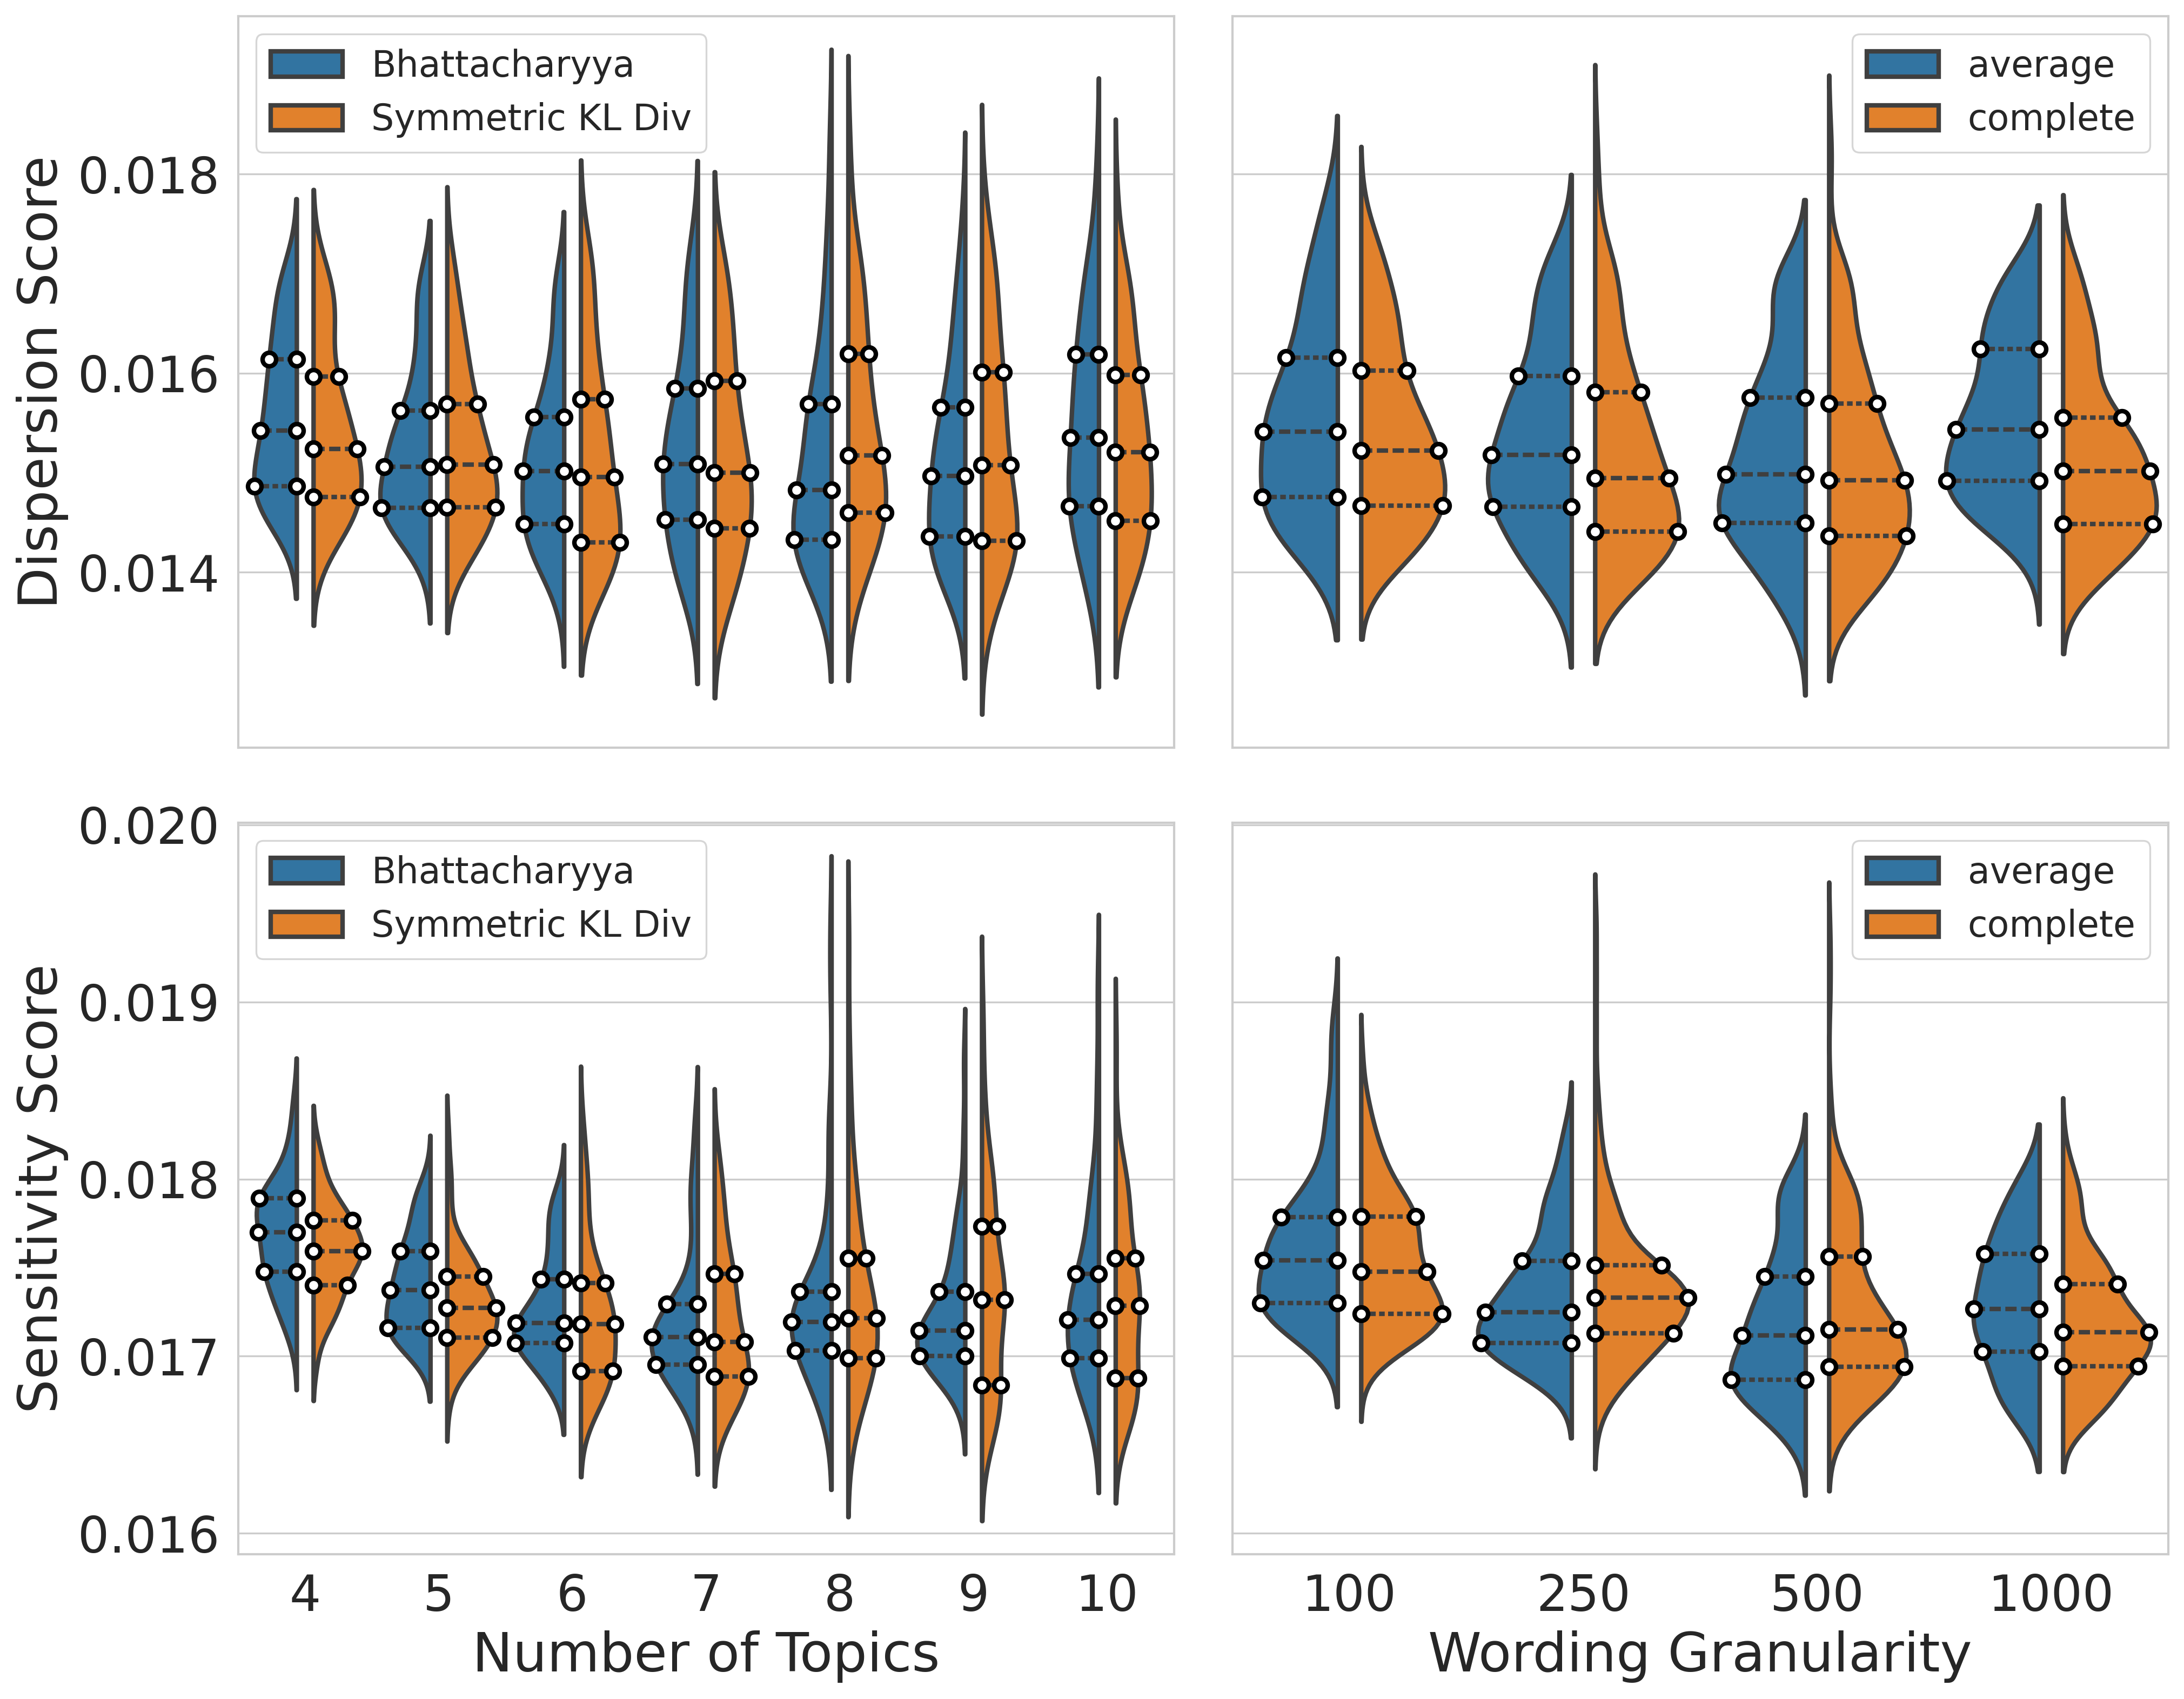 Bhattacharyya
Symmetric KL Div
average
complete
Dispersion Score
0.018
0.016
0.014
Bhattacharyya
Symmetric KL Div
average
complete
Sensitivity Score
0.020
0.019
0.018
0.017
0.016
4 5 6 7 8 9 10
100 250 500 1000
Number of Topics
Wording Granularity